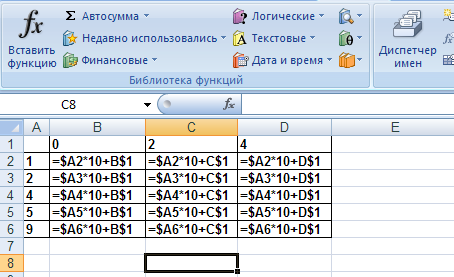 fx
Вставить функцию
Σ Автосумма
Недавно использовались
Финансовые
Логические
Текстовые
Дата и время
Диспетчер имен
Библиотека функций
C8 fx
A B C D E
1 0 2 4
2 1 =$A2*10+B$1 =$A2*10+C$1 =$A2*10+D$1
3 2 =$A3*10+B$1 =$A3*10+C$1 =$A3*10+D$1
4 4 =$A4*10+B$1 =$A4*10+C$1 =$A4*10+D$1
5 5 =$A5*10+B$1 =$A5*10+C$1 =$A5*10+D$1
6 9 =$A6*10+B$1 =$A6*10+C$1 =$A6*10+D$1
7
8